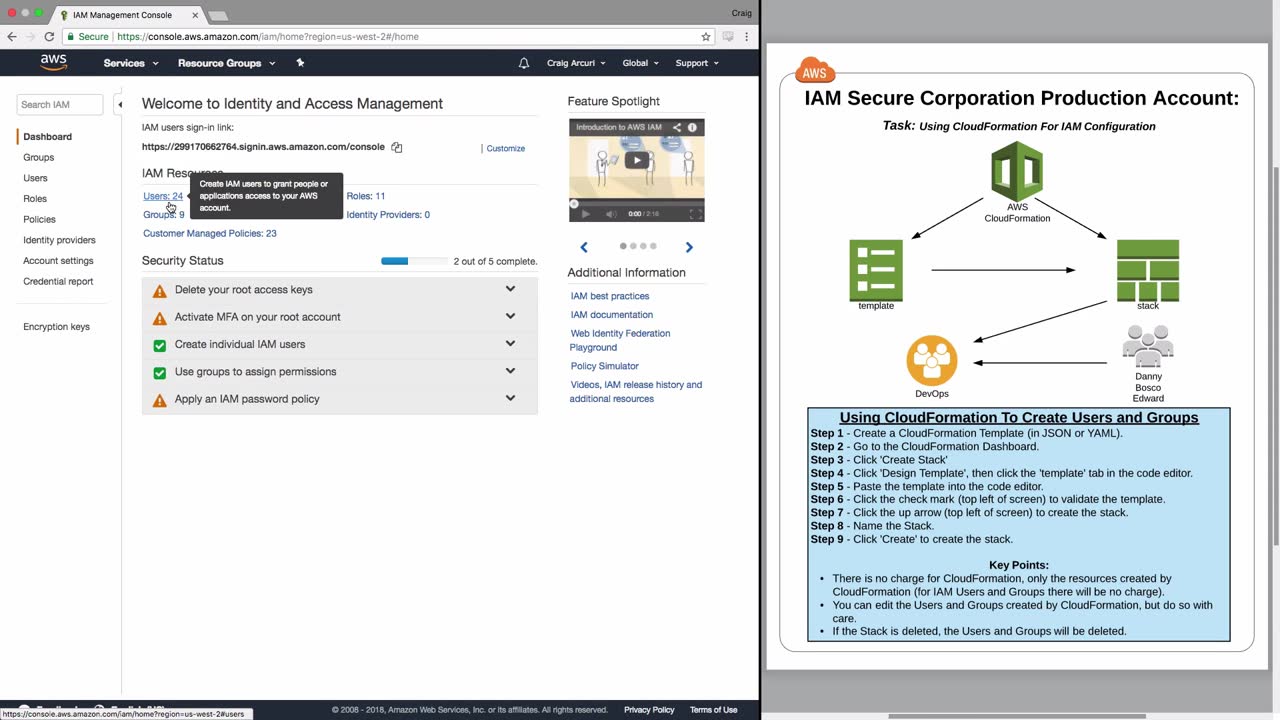 IAM Management Console
Craig
Secure https://console.aws.amazon.com/iam/home?region=us-west-2#/home
aws
Services
Resource Groups
Craig Arcuri
Global
Support
Search IAM
Dashboard
Groups
Users
Roles
Policies
Identity providers
Account settings
Credential report
Encryption keys
Welcome to Identity and Access Management
IAM users sign-in link:
https://299170662764.signin.aws.amazon.com/console
Customize
IAM Resources
Users: 24
Roles: 11
Create IAM users to grant people or
applications access to your AWS
account.
Groups: 9
Identity Providers: 0
Customer Managed Policies: 23
Security Status
2 out of 5 complete.
Delete your root access keys
Activate MFA on your root account
Create individual IAM users
Use groups to assign permissions
Apply an IAM password policy
Feature Spotlight
Introduction to AWS IAM
0:00 / 2:16
Additional Information
IAM best practices
IAM documentation
Web Identity Federation
Playground
Policy Simulator
Videos, IAM release history and
additional resources
https://console.aws.amazon.com/iam/home?region=us-west-2#users
© 2008 - 2018, Amazon Web Services, Inc. or its affiliates. All rights reserved.
Privacy Policy
Terms of Use
AWS
IAM Secure Corporation Production Account:
Task: Using CloudFormation For IAM Configuration
AWS
CloudFormation
template
stack
DevOps
Danny
Bosco
Edward
Using CloudFormation To Create Users and Groups
Step 1 - Create a CloudFormation Template (in JSON or YAML).
Step 2 - Go to the CloudFormation Dashboard.
Step 3 - Click 'Create Stack'
Step 4 - Click 'Design Template', then click the 'template' tab in the code editor.
Step 5 - Paste the template into the code editor.
Step 6 - Click the check mark (top left of screen) to validate the template.
Step 7 - Click the up arrow (top left of screen) to create the stack.
Step 8 - Name the Stack.
Step 9 - Click 'Create' to create the stack.
Key Points:
• There is no charge for CloudFormation, only the resources created by
CloudFormation (for IAM Users and Groups there will be no charge).
• You can edit the Users and Groups created by CloudFormation, but do so with
care.
• If the Stack is deleted, the Users and Groups will be deleted.